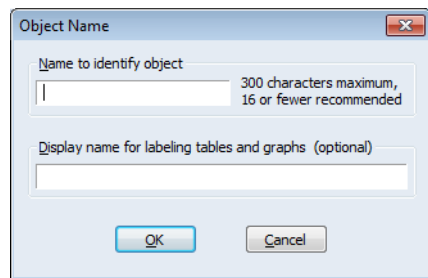 Object Name
Name to identify object
300 characters maximum,
16 or fewer recommended
Display name for labeling tables and graphs (optional)
OK
Cancel